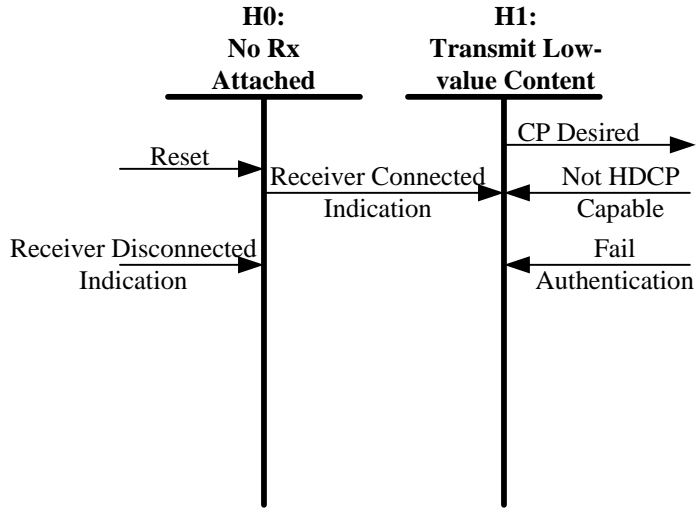 H0:
No Rx
Attached
H1:
Transmit Low-
value Content
CP Desired
Reset
Receiver Connected
Indication
Not HDCP
Capable
Receiver Disconnected
Indication
Fail
Authentication